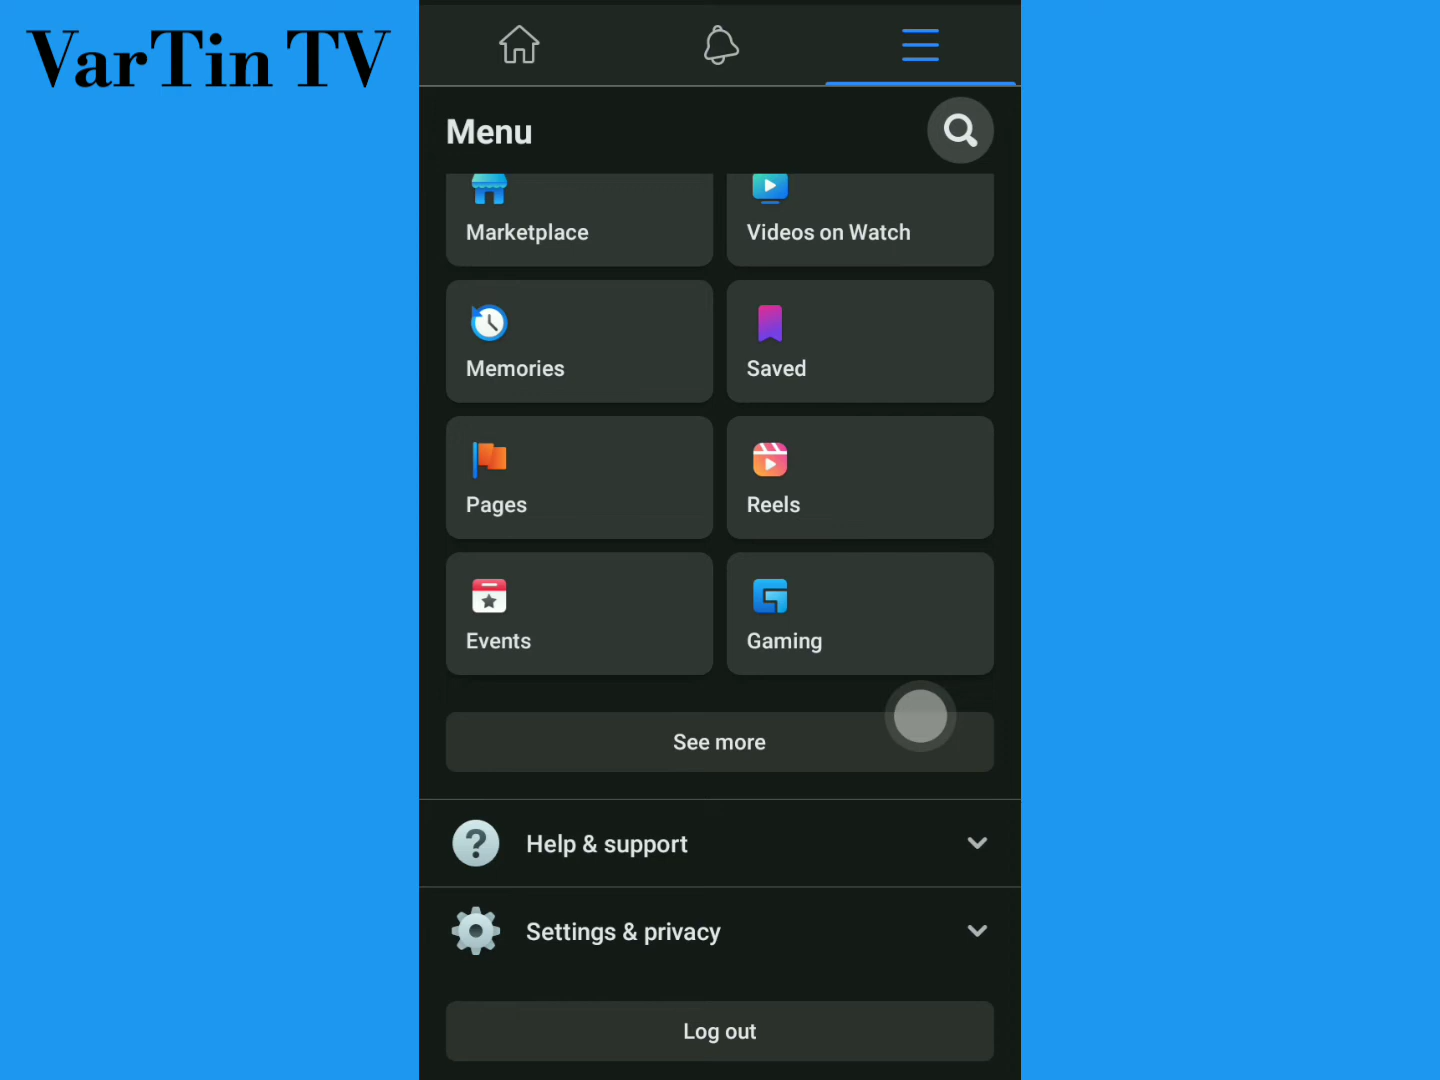 VarTin TV
Menu
Marketplace
Videos on Watch
Memories
Saved
Pages
Reels
Events
Gaming
See more
Help & support
Settings & privacy
Log out